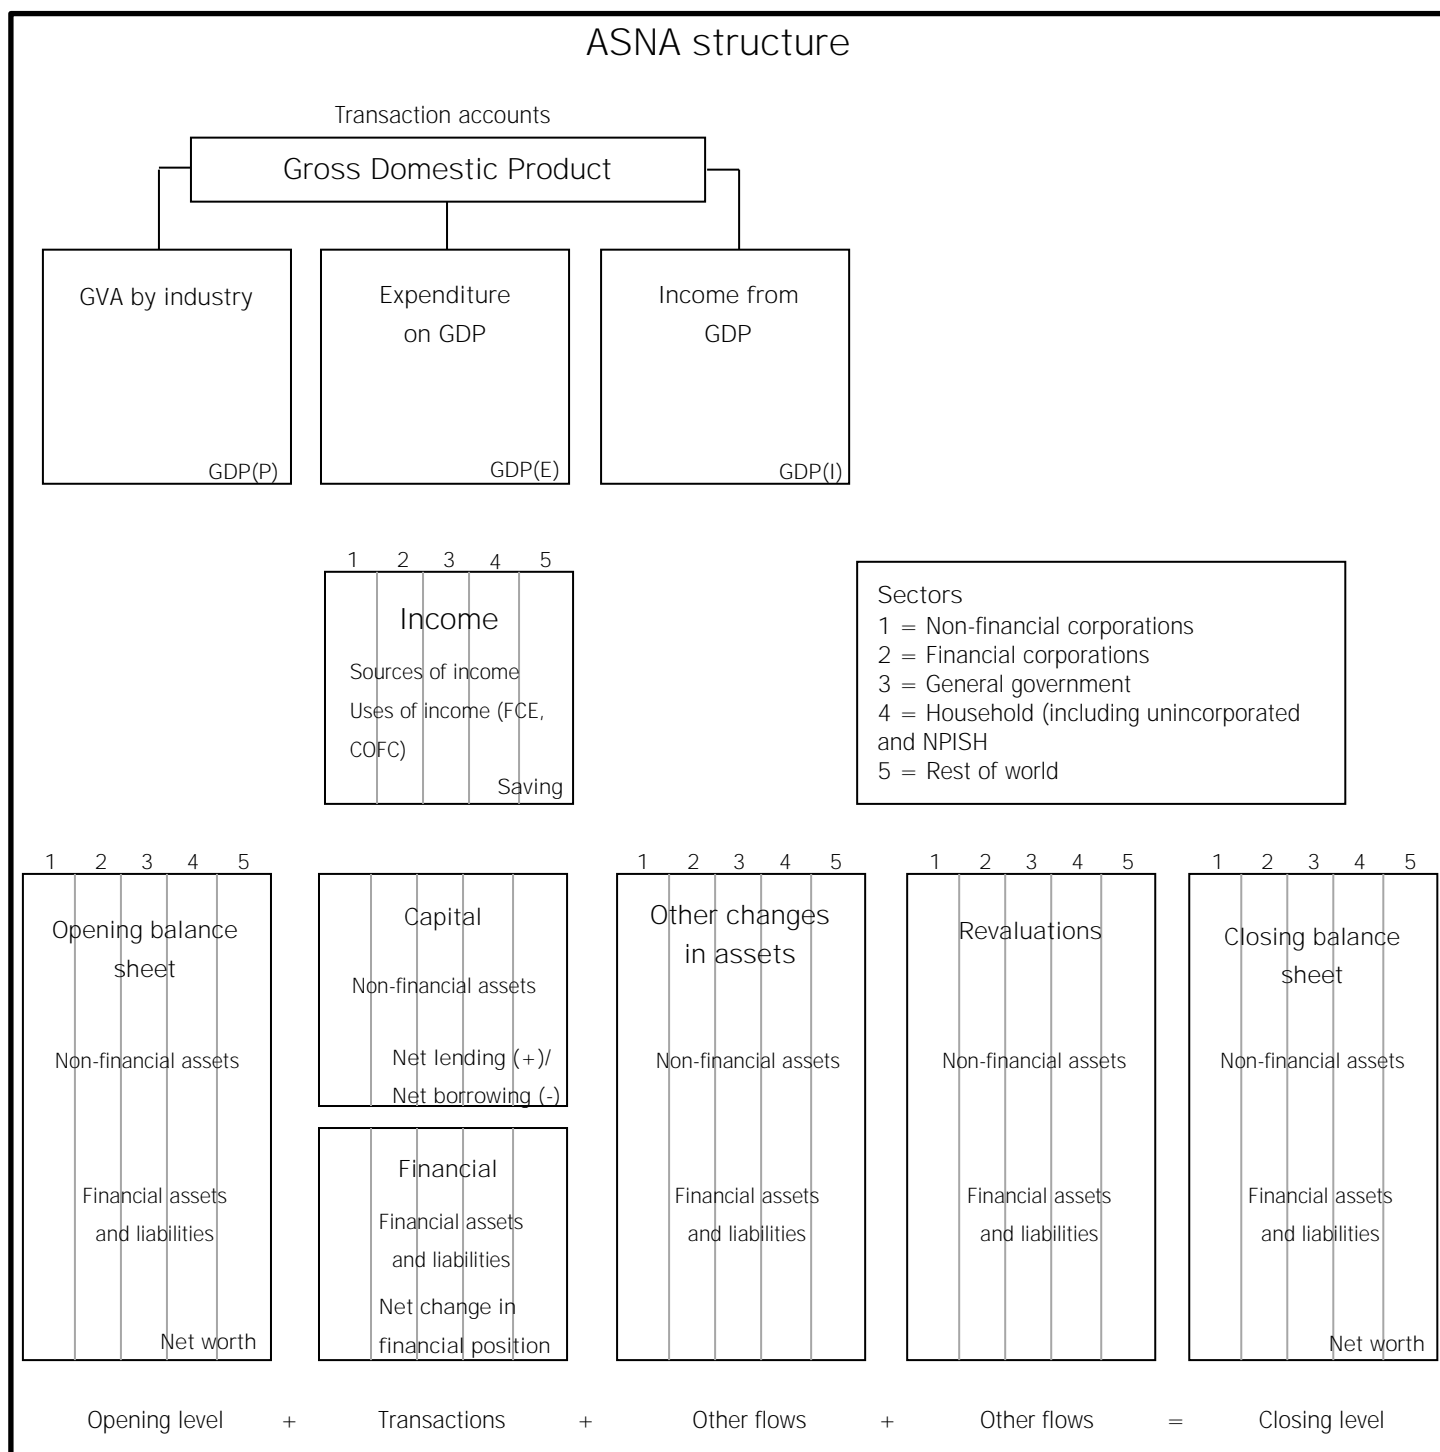 ASNA structure
Transaction accounts
Gross Domestic Product
GVA by industry
GDP(P)
Expenditure
on GDP
GDP(E)
Income from
GDP
GDP(I)
1 2 3 4 5
Income
Sources of income
Uses of income (FCE,
COFC)
Saving
Sectors
1 = Non-financial corporations
2 = Financial corporations
3 = General government
4 = Household (including unincorporated
and NPISH
5 = Rest of world
1 2 3 4 5
Opening balance
sheet
Non-financial assets
Financial assets
and liabilities
Net worth
Capital
Non-financial assets
Net lending (+)/
Net borrowing (-)
Financial
Financial assets
and liabilities
Net change in
financial position
1 2 3 4 5
Other changes
in assets
Non-financial assets
Financial assets
and liabilities
1 2 3 4 5
Revaluations
Non-financial assets
Financial assets
and liabilities
1 2 3 4 5
Closing balance
sheet
Non-financial assets
Financial assets
and liabilities
Net worth
Opening level + Transactions + Other flows + Other flows = Closing level